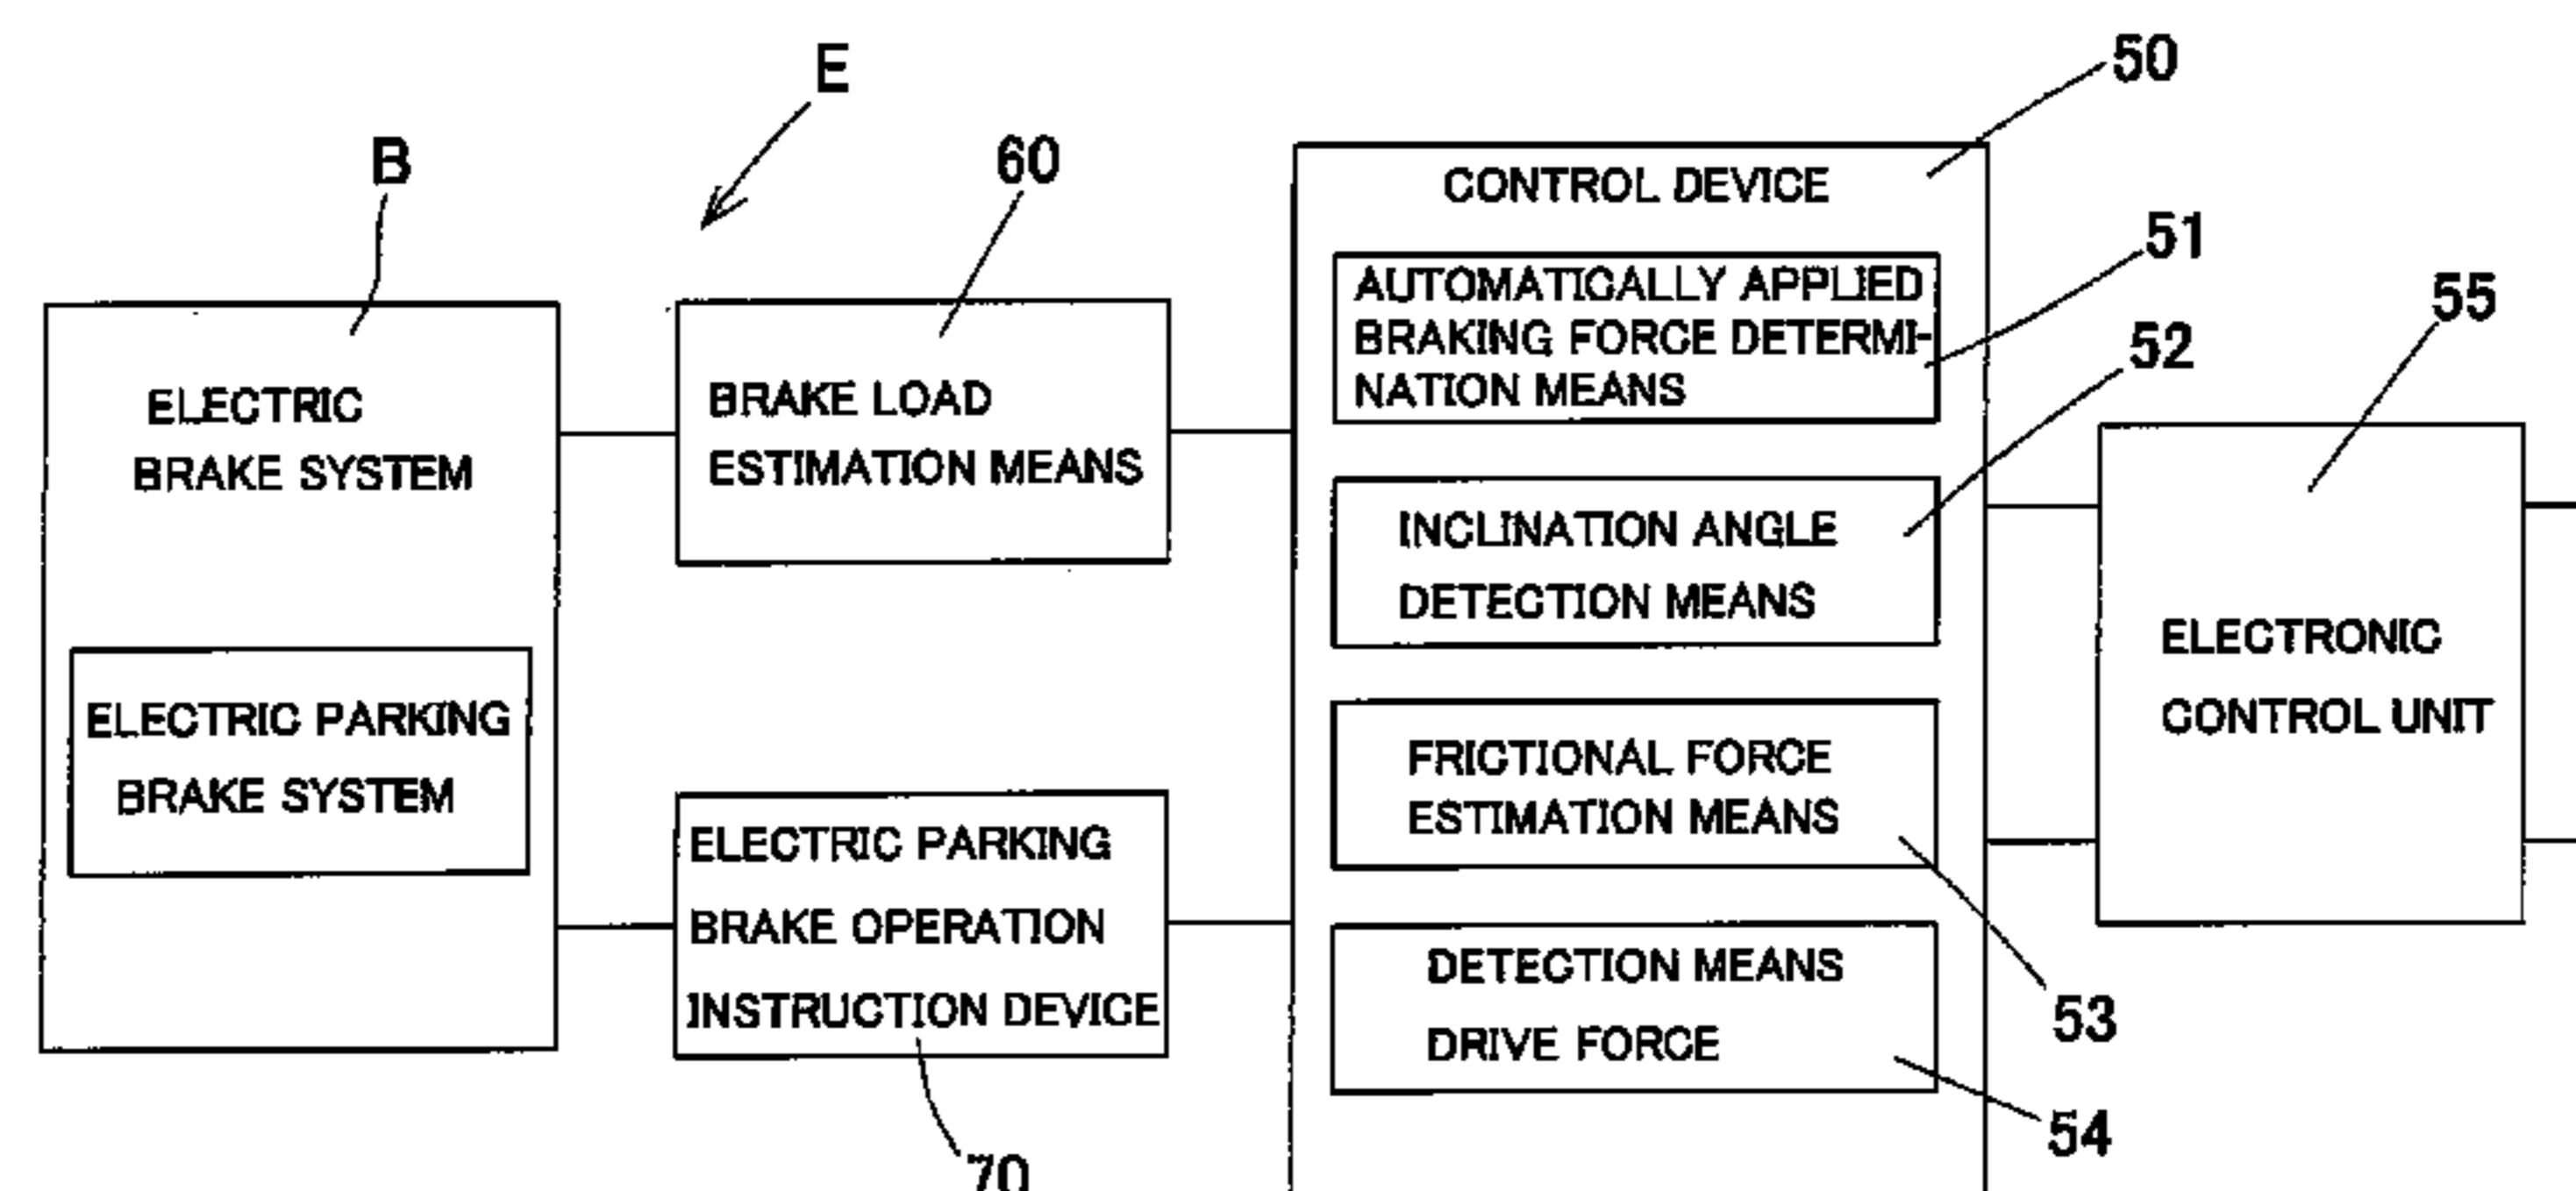 E
B
60
50
CONTROL DEVICE
51
AUTOMATICALLY APPLIED
BRAKING FORCE DETERMI-
NATION MEANS
52
55
ELECTRIC
BRAKE SYSTEM
BRAKE LOAD
ESTIMATION MEANS
INCLINATION ANGLE
DETECTION MEANS
ELECTRONIC
CONTROL UNIT
ELECTRIC PARKING
BRAKE SYSTEM
FRICTIONAL FORCE
ESTIMATION MEANS
53
ELECTRIC PARKING
BRAKE OPERATION
INSTRUCTION DEVICE
70
DETECTION MEANS
DRIVE FORCE
54